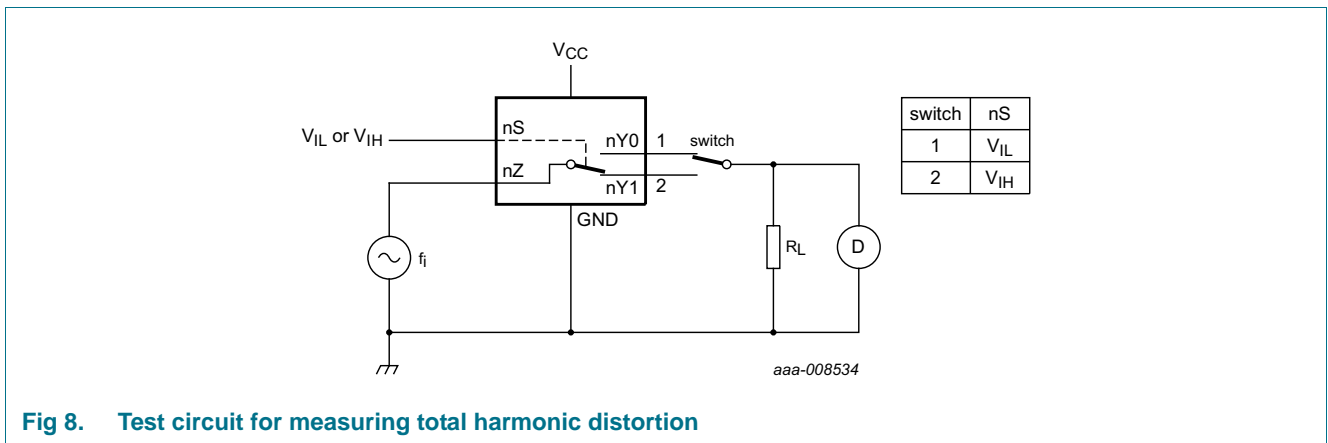 VCC
VIL or VIH
nS
nZ
nY0
nY1
1
2
switch
GND
fi
RL
D
switch nS
1 VIL
2 VIH
aaa-008534
Fig 8. Test circuit for measuring total harmonic distortion